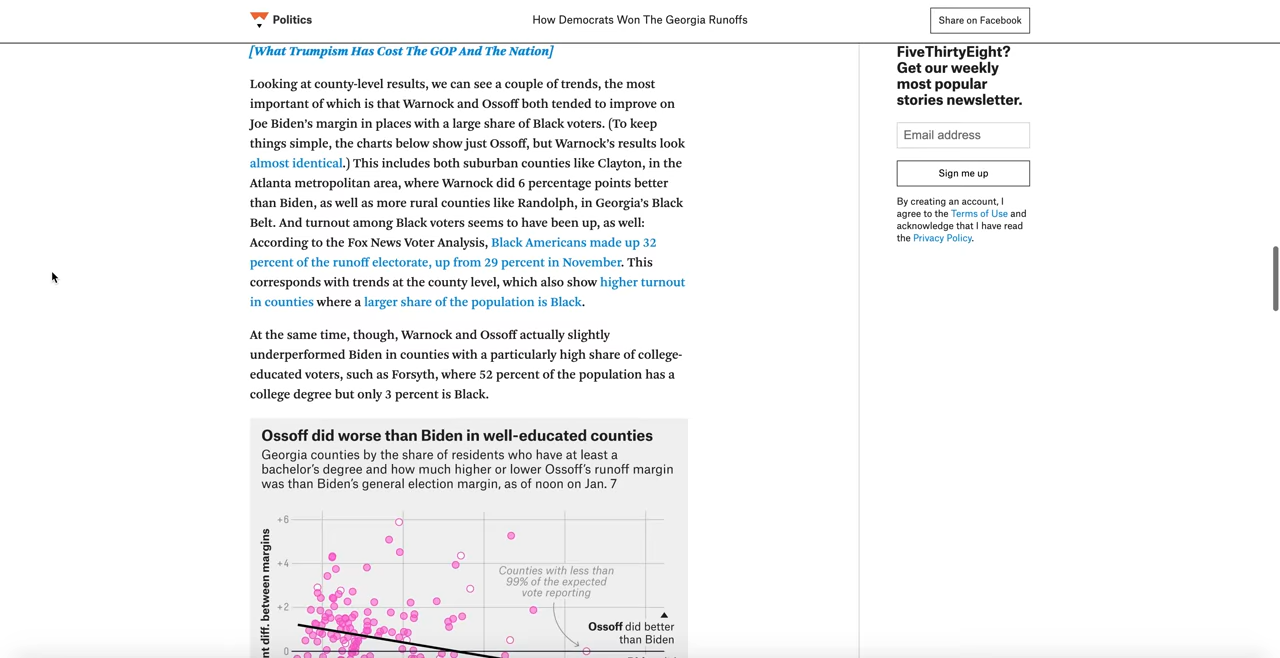 Politics
How Democrats Won The Georgia Runoffs
Share on Facebook
[What Trumpism Has Cost The GOP And The Nation]
Looking at county-level results, we can see a couple of trends, the most
important of which is that Warnock and Ossoff both tended to improve on
Joe Biden’s margin in places with a large share of Black voters. (To keep
things simple, the charts below show just Ossoff, but Warnock’s results look
almost identical.) This includes both suburban counties like Clayton, in the
Atlanta metropolitan area, where Warnock did 6 percentage points better
than Biden, as well as more rural counties like Randolph, in Georgia’s Black
Belt. And turnout among Black voters seems to have been up, as well:
According to the Fox News Voter Analysis, Black Americans made up 32
percent of the runoff electorate, up from 29 percent in November. This
corresponds with trends at the county level, which also show higher turnout
in counties where a larger share of the population is Black.
At the same time, though, Warnock and Ossoff actually slightly
underperformed Biden in counties with a particularly high share of college-
educated voters, such as Forsyth, where 52 percent of the population has a
college degree but only 3 percent is Black.
Ossoff did worse than Biden in well-educated counties
Georgia counties by the share of residents who have at least a
bachelor’s degree and how much higher or lower Ossoff’s runoff margin
was than Biden’s general election margin, as of noon on Jan. 7
+6
+4
+2
0
diff. between margins
Counties with less than
99% of the expected
vote reporting
Ossoff did better
than Biden
FiveThirtyEight?
Get our weekly
most popular
stories newsletter.
Email address
Sign me up
By creating an account, I
agree to the Terms of Use and
acknowledge that I have read
the Privacy Policy.